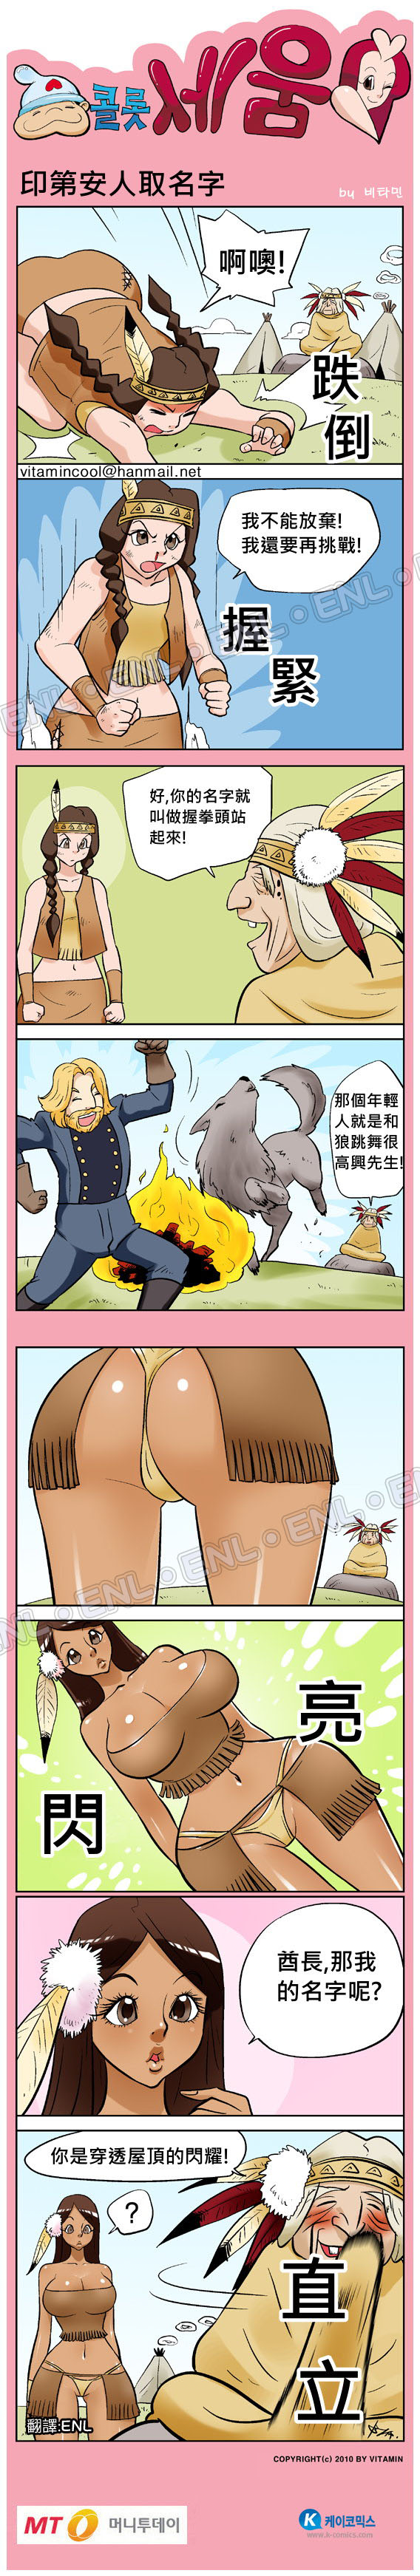 콜롯 세움
印第安人取名字
by 비타민
啊噢!
跌倒
vitamincool@hanmail.net
我不能放棄!
我還要再挑戰!
握緊
好,你的名字就
叫做握拳頭站
起來!
那個年輕
人就是和
狼跳舞很
高興先生!
ENL
閃亮
酋長,那我
的名字呢?
你是穿透屋頂的閃耀!
?
直立
翻譯:ENL
COPYRIGHT(c) 2010 BY VITAMIN
MT 머니투데이
K 케이코믹스
www.k-comics.com